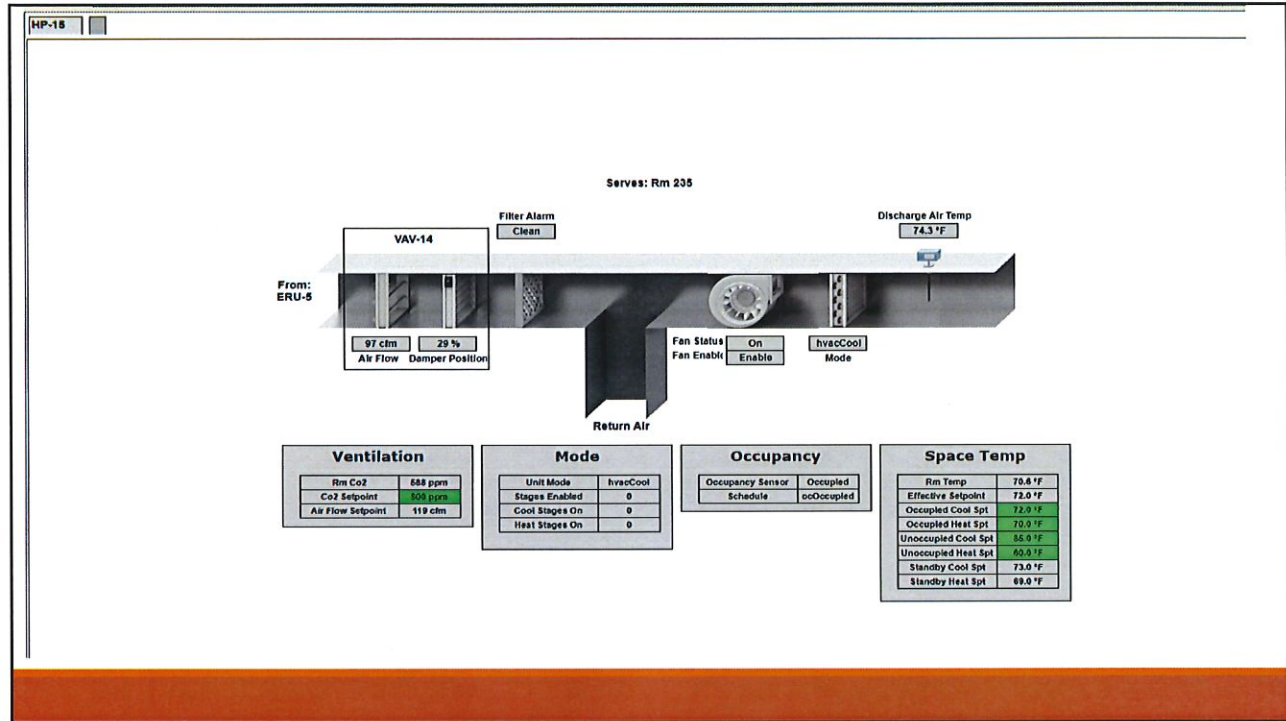 HP-15
Serves: Rm 235
Filter Alarm
Clean
Discharge Air Temp
74.3 °F
VAV-14
From:
ERU-5
97 cfm
29 %
Air Flow
Damper Position
Fan Status
On
Fan Enable
Enable
hvacCool
Mode
Return Air
Ventilation
Rm Co2
Co2 Setpoint
Air Flow Setpoint 119 cfm
Mode
Unit Mode hvacCool
Stages Enabled 0
Cool Stages On 0
Heat Stages On 0
Occupancy
Occupancy Sensor Occupied
Schedule ocOccupied
Space Temp
Rm Temp 70.6 °F
Effective Setpoint 72.0 °F
Occupied Cool Spt 72.0 °F
Occupied Heat Spt 70.0 °F
Unoccupied Cool Spt 85.0 °F
Unoccupied Heat Spt 60.0 °F
Standby Cool Spt 73.0 °F
Standby Heat Spt 69.0 °F